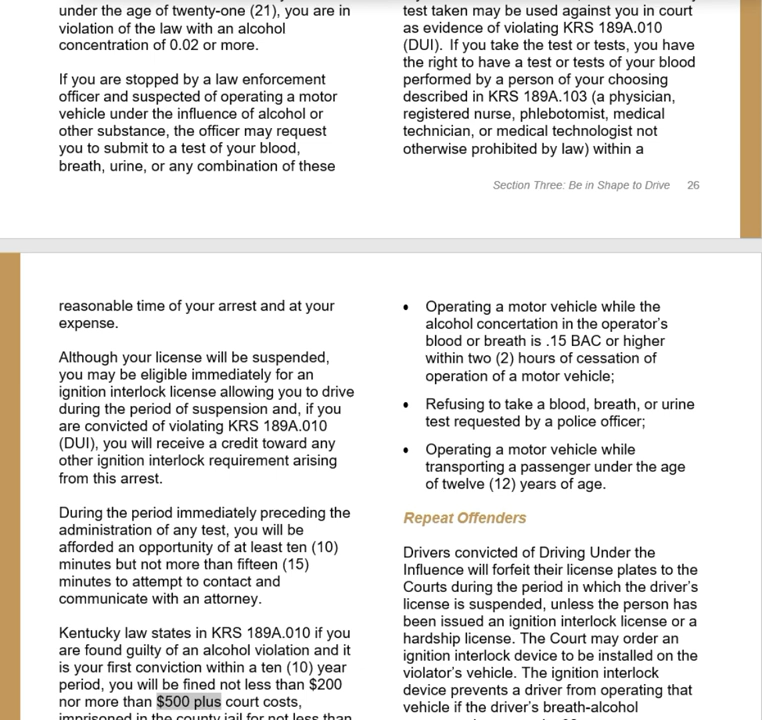 under the age of twenty-one (21), you are in
violation of the law with an alcohol
concentration of 0.02 or more.
If you are stopped by a law enforcement
officer and suspected of operating a motor
vehicle under the influence of alcohol or
other substance, the officer may request
you to submit to a test of your blood,
breath, urine, or any combination of these
test taken may be used against you in court
as evidence of violating KRS 189A.010
(DUI). If you take the test or tests, you have
the right to have a test or tests of your blood
performed by a person of your choosing
described in KRS 189A.103 (a physician,
registered nurse, phlebotomist, medical
technician, or medical technologist not
otherwise prohibited by law) within a
Section Three: Be in Shape to Drive 26
reasonable time of your arrest and at your
expense.
Although your license will be suspended,
you may be eligible immediately for an
ignition interlock license allowing you to drive
during the period of suspension and, if you
are convicted of violating KRS 189A.010
(DUI), you will receive a credit toward any
other ignition interlock requirement arising
from this arrest.
During the period immediately preceding the
administration of any test, you will be
afforded an opportunity of at least ten (10)
minutes but not more than fifteen (15)
minutes to attempt to contact and
communicate with an attorney.
Kentucky law states in KRS 189A.010 if you
are found guilty of an alcohol violation and it
is your first conviction within a ten (10) year
period, you will be fined not less than $200
nor more than $500 plus court costs,
imprisoned in the county jail for not less than
• Operating a motor vehicle while the
alcohol concertation in the operator's
blood or breath is .15 BAC or higher
within two (2) hours of cessation of
operation of a motor vehicle;
• Refusing to take a blood, breath, or urine
test requested by a police officer;
• Operating a motor vehicle while
transporting a passenger under the age
of twelve (12) years of age.
Repeat Offenders
Drivers convicted of Driving Under the
Influence will forfeit their license plates to the
Courts during the period in which the driver's
license is suspended, unless the person has
been issued an ignition interlock license or a
hardship license. The Court may order an
ignition interlock device to be installed on the
violator's vehicle. The ignition interlock
device prevents a driver from operating that
vehicle if the driver's breath-alcohol